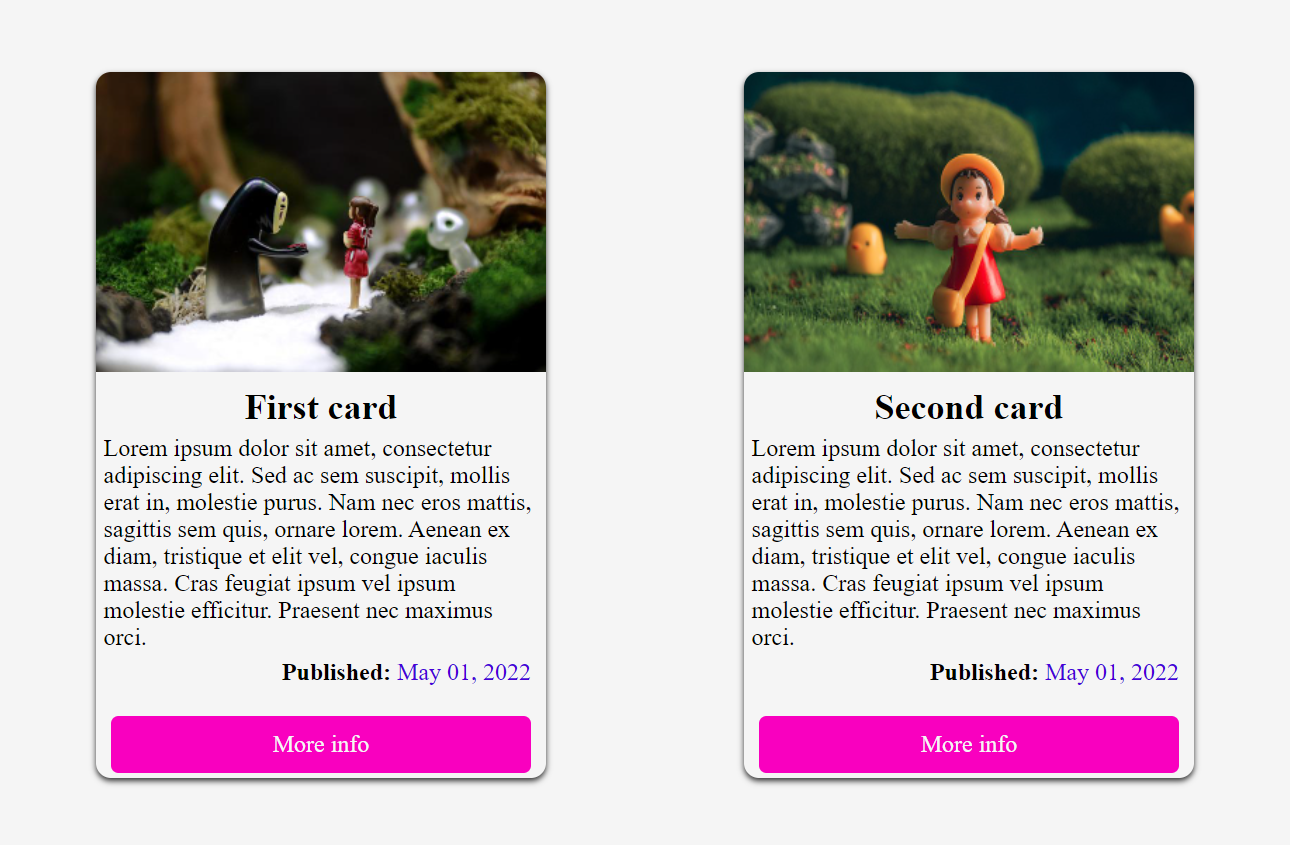 First card
Lorem ipsum dolor sit amet, consectetur
adipiscing elit. Sed ac sem suscipit, mollis
erat in, molestie purus. Nam nec eros mattis,
sagittis sem quis, ornare lorem. Aenean ex
diam, tristique et elit vel, congue iaculis
massa. Cras feugiat ipsum vel ipsum
molestie efficitur. Praesent nec maximus
orci.
Published: May 01, 2022
More info
Second card
Lorem ipsum dolor sit amet, consectetur
adipiscing elit. Sed ac sem suscipit, mollis
erat in, molestie purus. Nam nec eros mattis,
sagittis sem quis, ornare lorem. Aenean ex
diam, tristique et elit vel, congue iaculis
massa. Cras feugiat ipsum vel ipsum
molestie efficitur. Praesent nec maximus
orci.
Published: May 01, 2022
More info